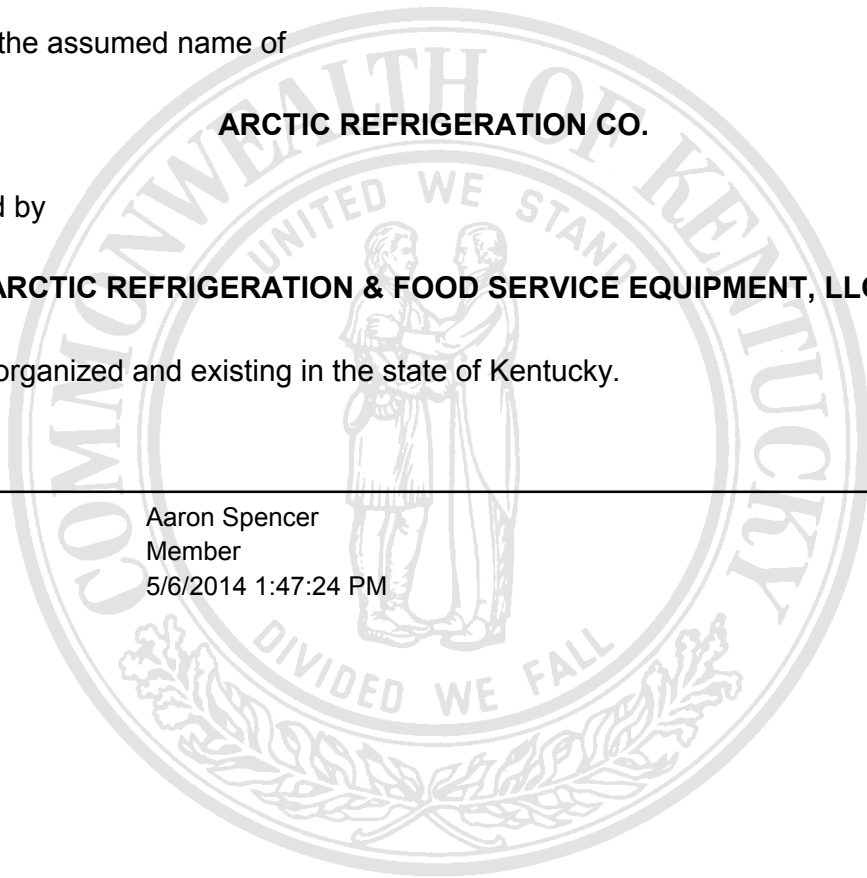 the assumed name of
ARCTIC REFRIGERATION CO.
d by
ARCTIC REFRIGERATION & FOOD SERVICE EQUIPMENT, LLC
organized and existing in the state of Kentucky.
Aaron Spencer
Member
5/6/2014 1:47:24 PM
COMMONWEALTH OF KENTUCKY
UNITED WE STAND
DIVIDED WE FALL